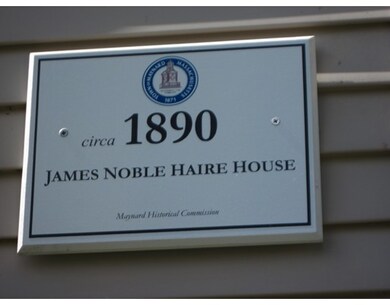 circa 1890
JAMES NOBLE HAIRE HOUSE
Maynard Historical Commission